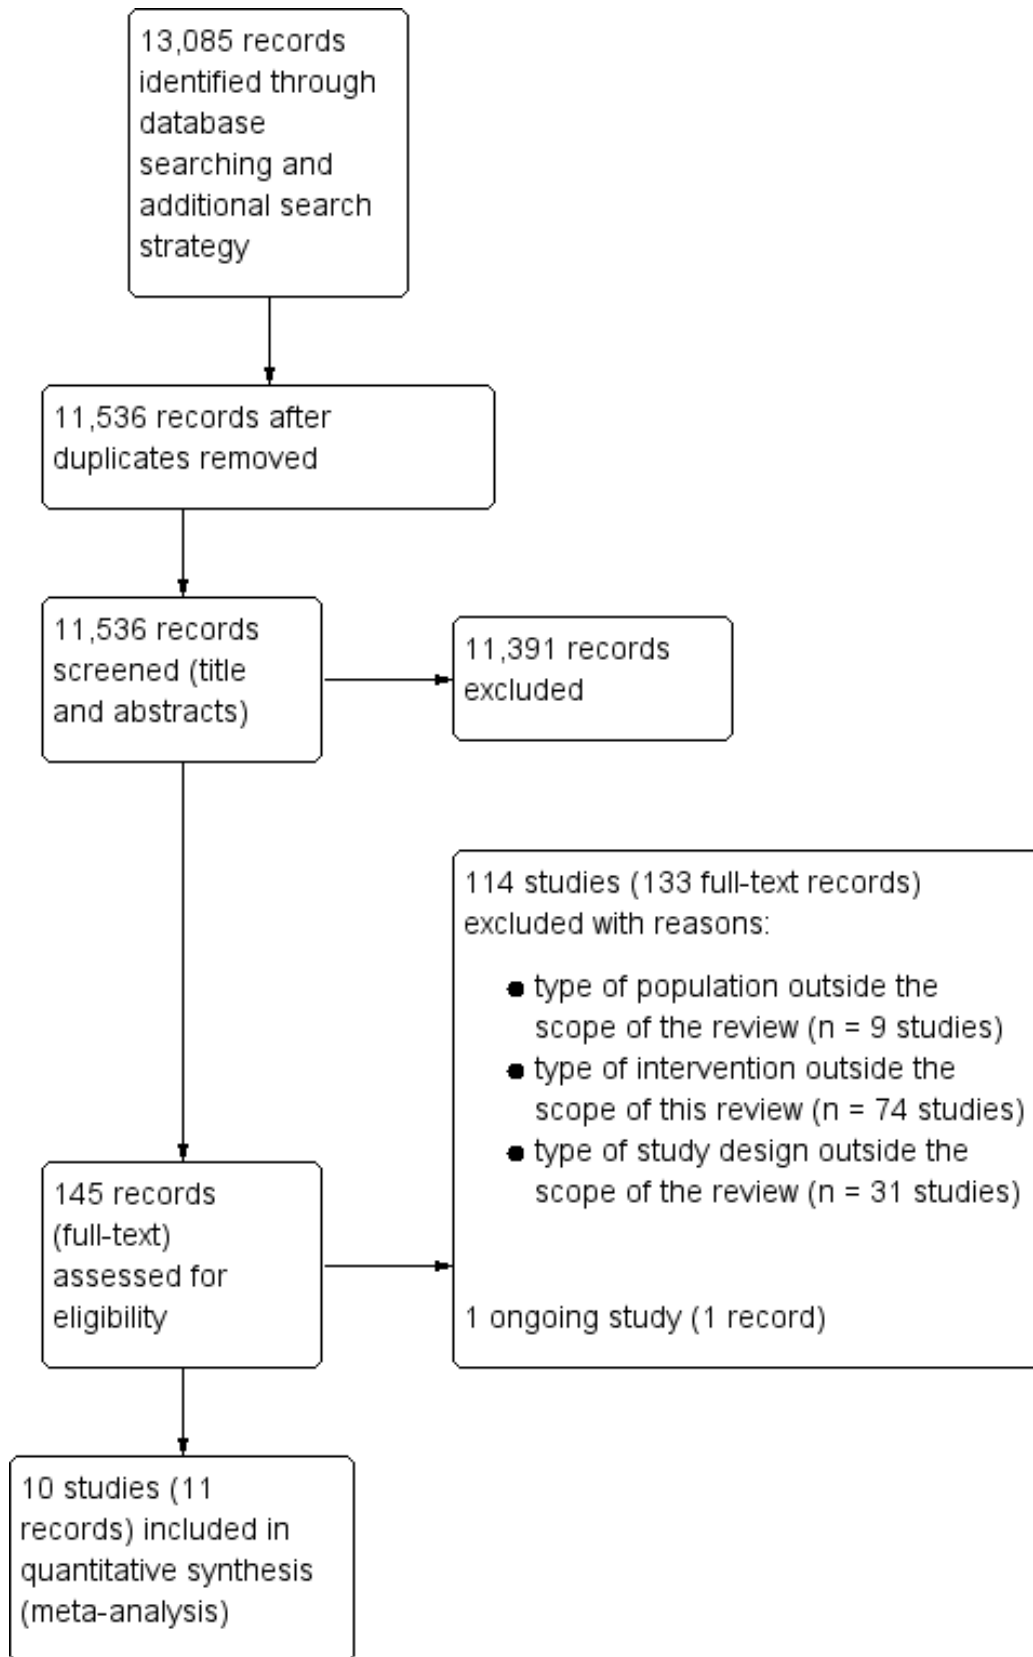 13,085 records
identified through
database
searching and
additional search
strategy
11,536 records after
duplicates removed
11,536 records
screened (title
and abstracts)
11,391 records
excluded
114 studies (133 full-text records)
excluded with reasons:
● type of population outside the
scope of the review (n = 9 studies)
● type of intervention outside the
scope of this review (n = 74 studies)
● type of study design outside the
scope of the review (n = 31 studies)
1 ongoing study (1 record)
145 records
(full-text)
assessed for
eligibility
10 studies (11
records) included in
quantitative synthesis
(meta-analysis)